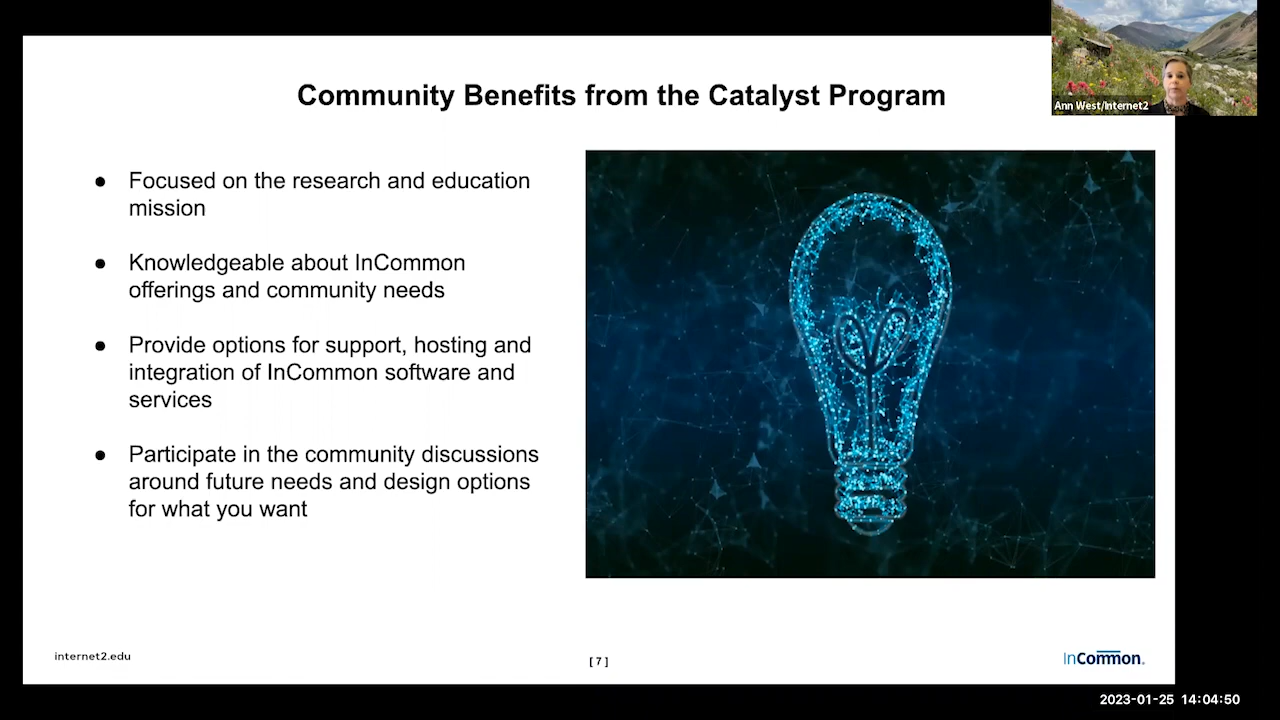 Community Benefits from the Catalyst Program
Ann West/Internet2
● Focused on the research and education
mission
● Knowledgeable about InCommon
offerings and community needs
● Provide options for support, hosting and
integration of InCommon software and
services
● Participate in the community discussions
around future needs and design options
for what you want
internet2.edu
[ 7 ]
InCommon.
2023-01-25 14:04:50